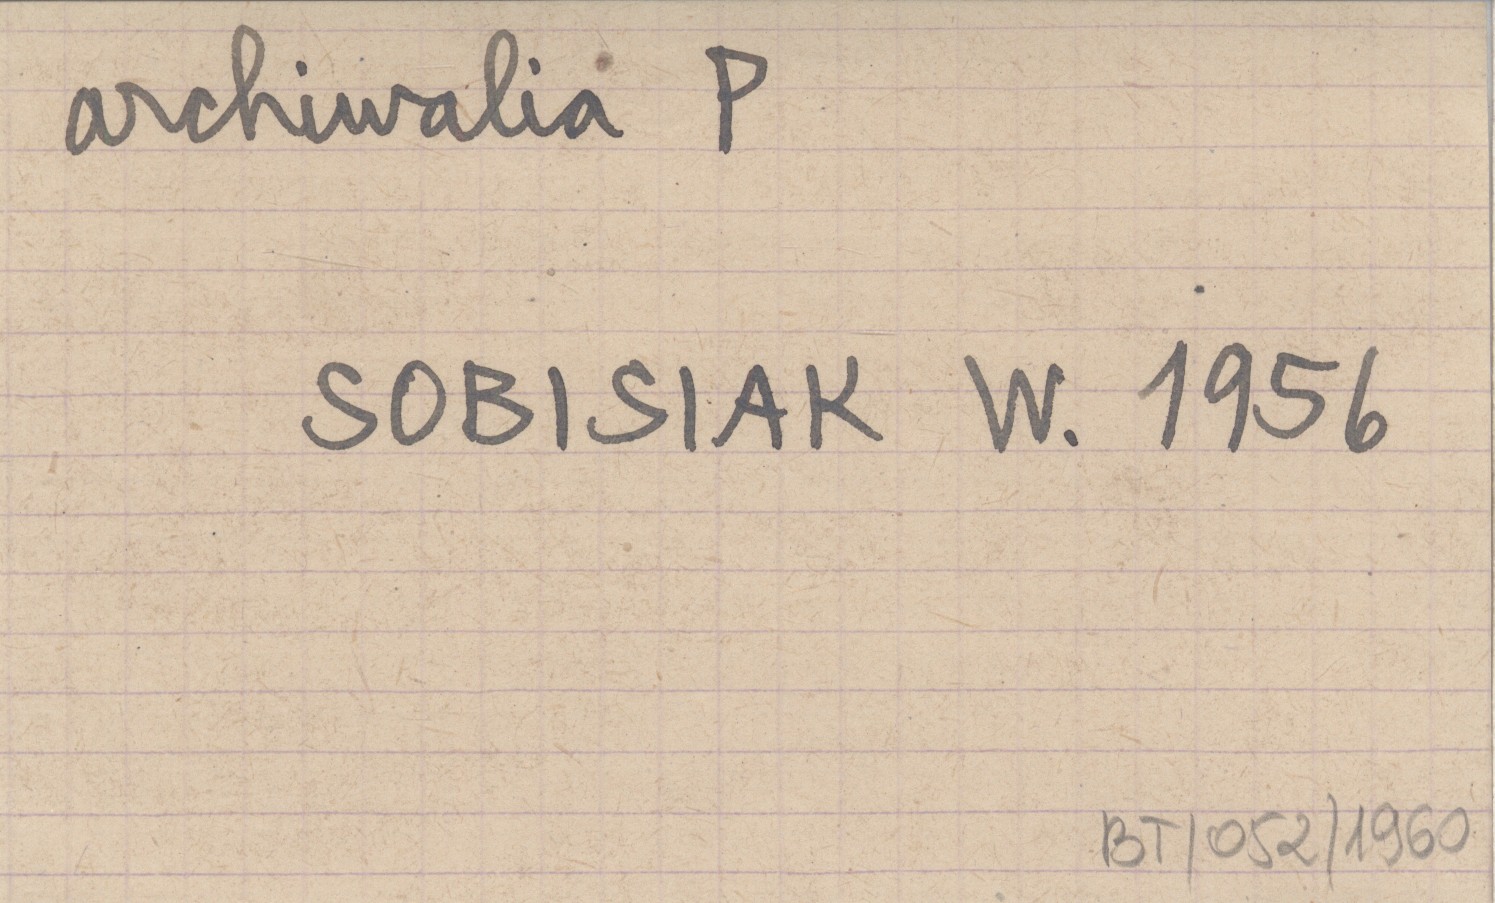 archiwalia P
SOBISIAK W. 1956
BT/052/1960